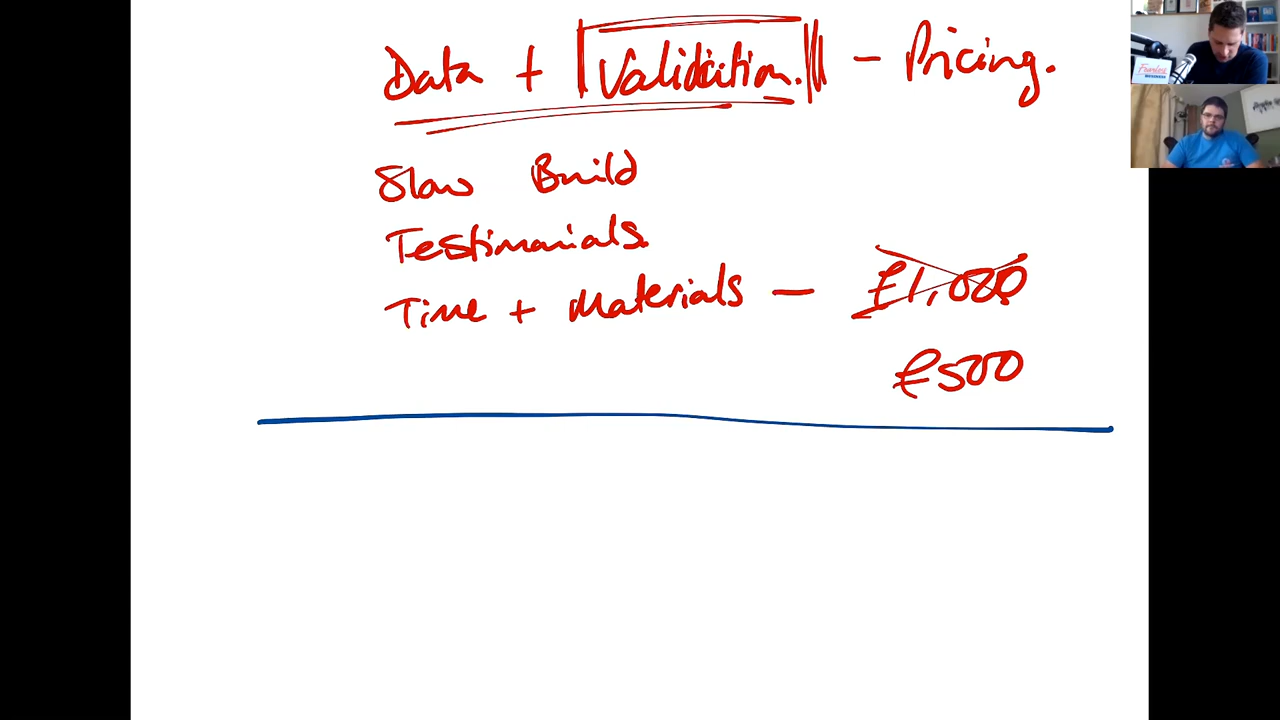 Data + Validation. - Pricing.
Slow Build
Testimonials.
Time + Materials - £1,000
£500